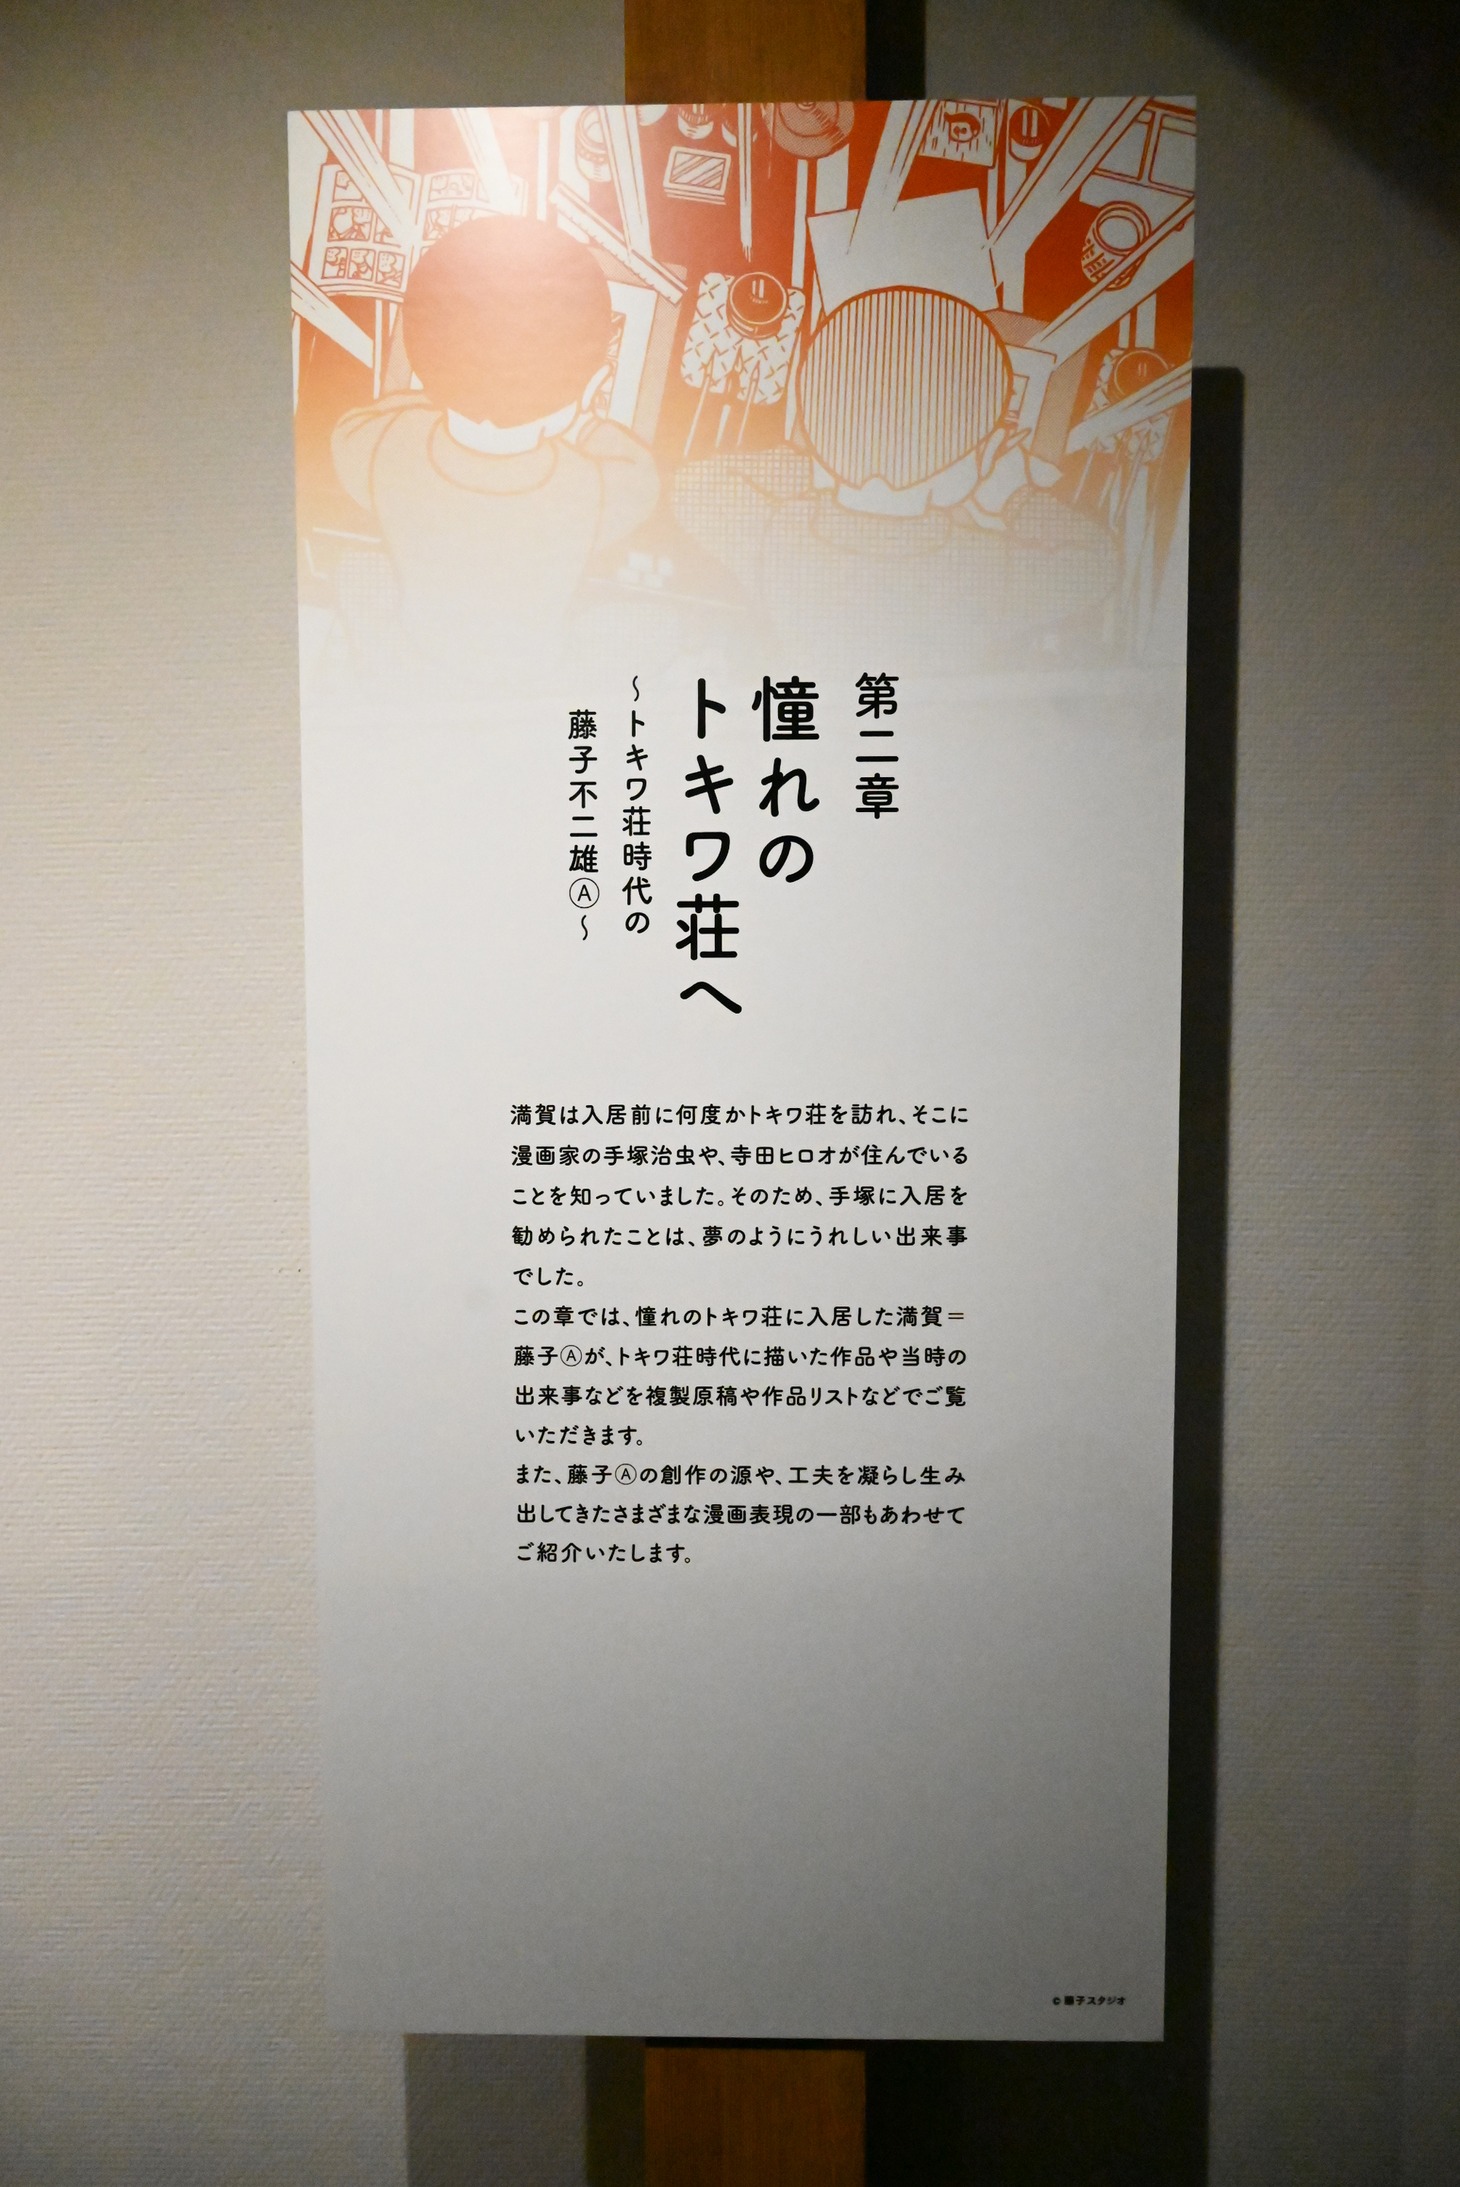 第二章
憧れの
トキワ荘へ
～トキワ荘時代の
藤子不二雄Ⓐ～
満賀は入居前に何度かトキワ荘を訪れ、そこに
漫画家の手塚治虫や、寺田ヒロオが住んでいる
ことを知っていました。そのため、手塚に入居を
勧められたことは、夢のようにうれしい出来事
でした。
この章では、憧れのトキワ荘に入居した満賀＝
藤子Ⓐが、トキワ荘時代に描いた作品や当時の
出来事などを複製原稿や作品リストなどでご覧
いただきます。
また、藤子Ⓐの創作の源や、工夫を凝らし生み
出してきたさまざまな漫画表現の一部もあわせて
ご紹介いたします。
© 藤子スタジオ